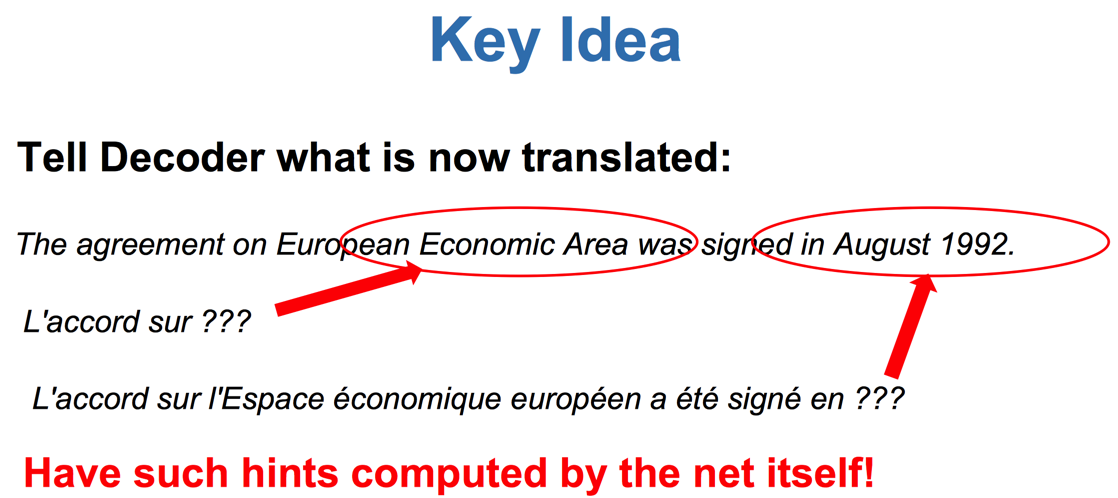 Key Idea
Tell Decoder what is now translated:
The agreement on European Economic Area was signed in August 1992.
L'accord sur ???
L'accord sur l'Espace économique européen a été signé en ???
Have such hints computed by the net itself!